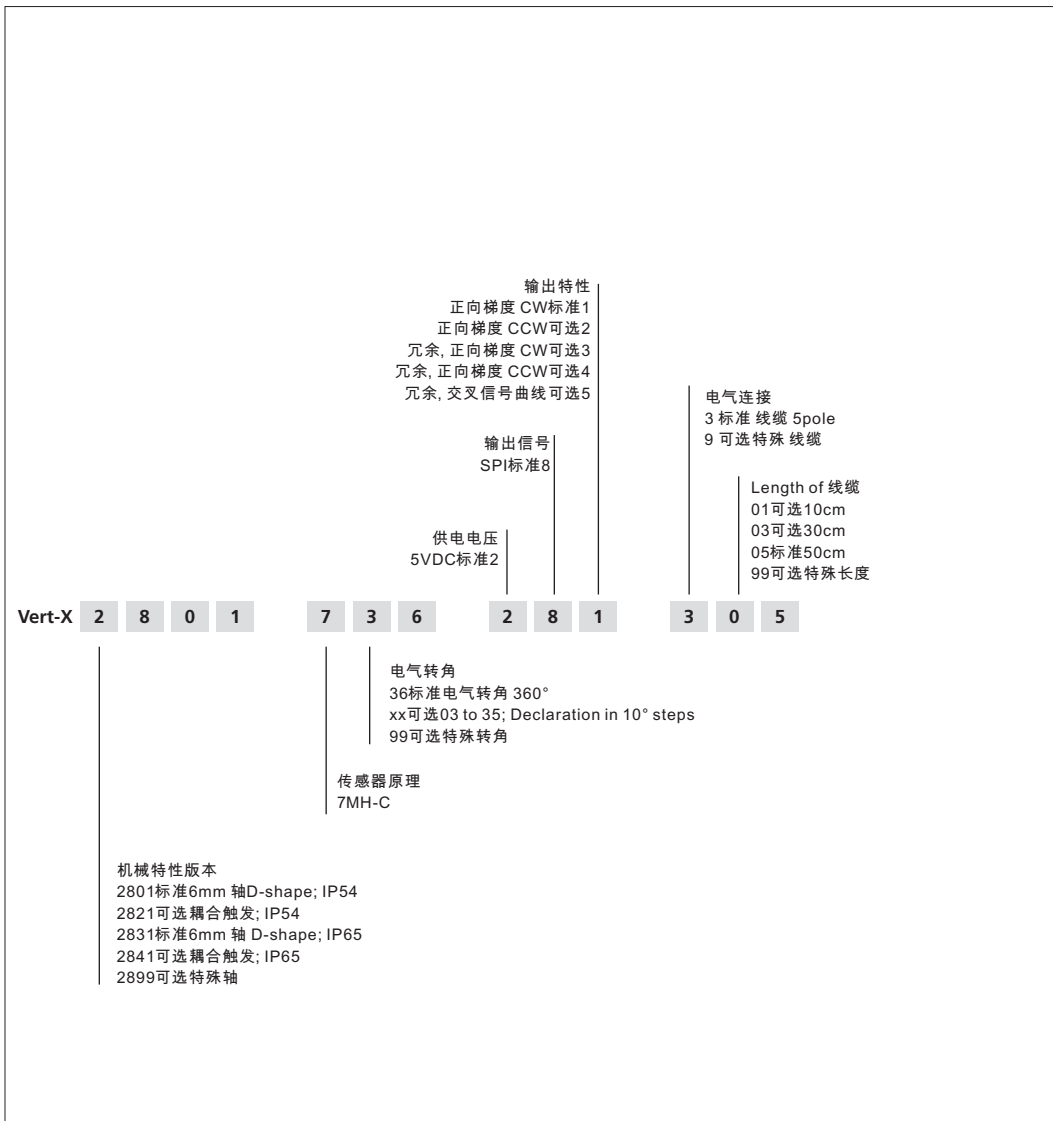 输出特性
正向梯度 CW标准1
正向梯度 CCW可选2
冗余, 正向梯度 CW可选3
冗余, 正向梯度 CCW可选4
冗余, 交叉信号曲线可选5
电气连接
3 标准 线缆 5pole
9 可选特殊 线缆
输出信号
SPI标准8
Length of 线缆
01可选10cm
03可选30cm
05标准50cm
99可选特殊长度
供电电压
5VDC标准2
Vert-X 2 8 0 1 7 3 6 2 8 1 3 0 5
电气转角
36标准电气转角 360°
xx可选03 to 35; Declaration in 10° steps
99可选特殊转角
传感器原理
7MH-C
机械特性版本
2801标准6mm 轴D-shape; IP54
2821可选耦合触发; IP54
2831标准6mm 轴 D-shape; IP65
2841可选耦合触发; IP65
2899可选特殊轴